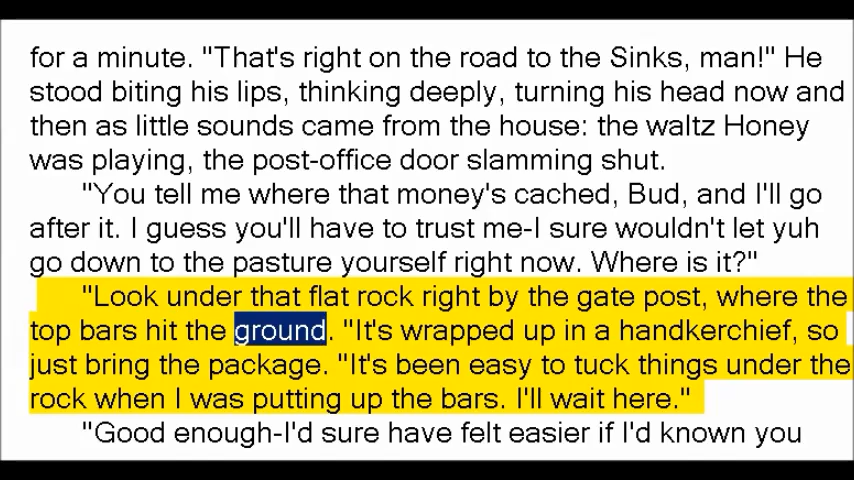 for a minute. "That's right on the road to the Sinks, man!" He
stood biting his lips, thinking deeply, turning his head now and
then as little sounds came from the house: the waltz Honey
was playing, the post-office door slamming shut.
"You tell me where that money's cached, Bud, and I'll go
after it. I guess you'll have to trust me-I sure wouldn't let yuh
go down to the pasture yourself right now. Where is it?"
"Look under that flat rock right by the gate post, where the
top bars hit the ground. "It's wrapped up in a handkerchief, so
just bring the package. "It's been easy to tuck things under the
rock when I was putting up the bars. I'll wait here."
"Good enough-I'd sure have felt easier if I'd known you